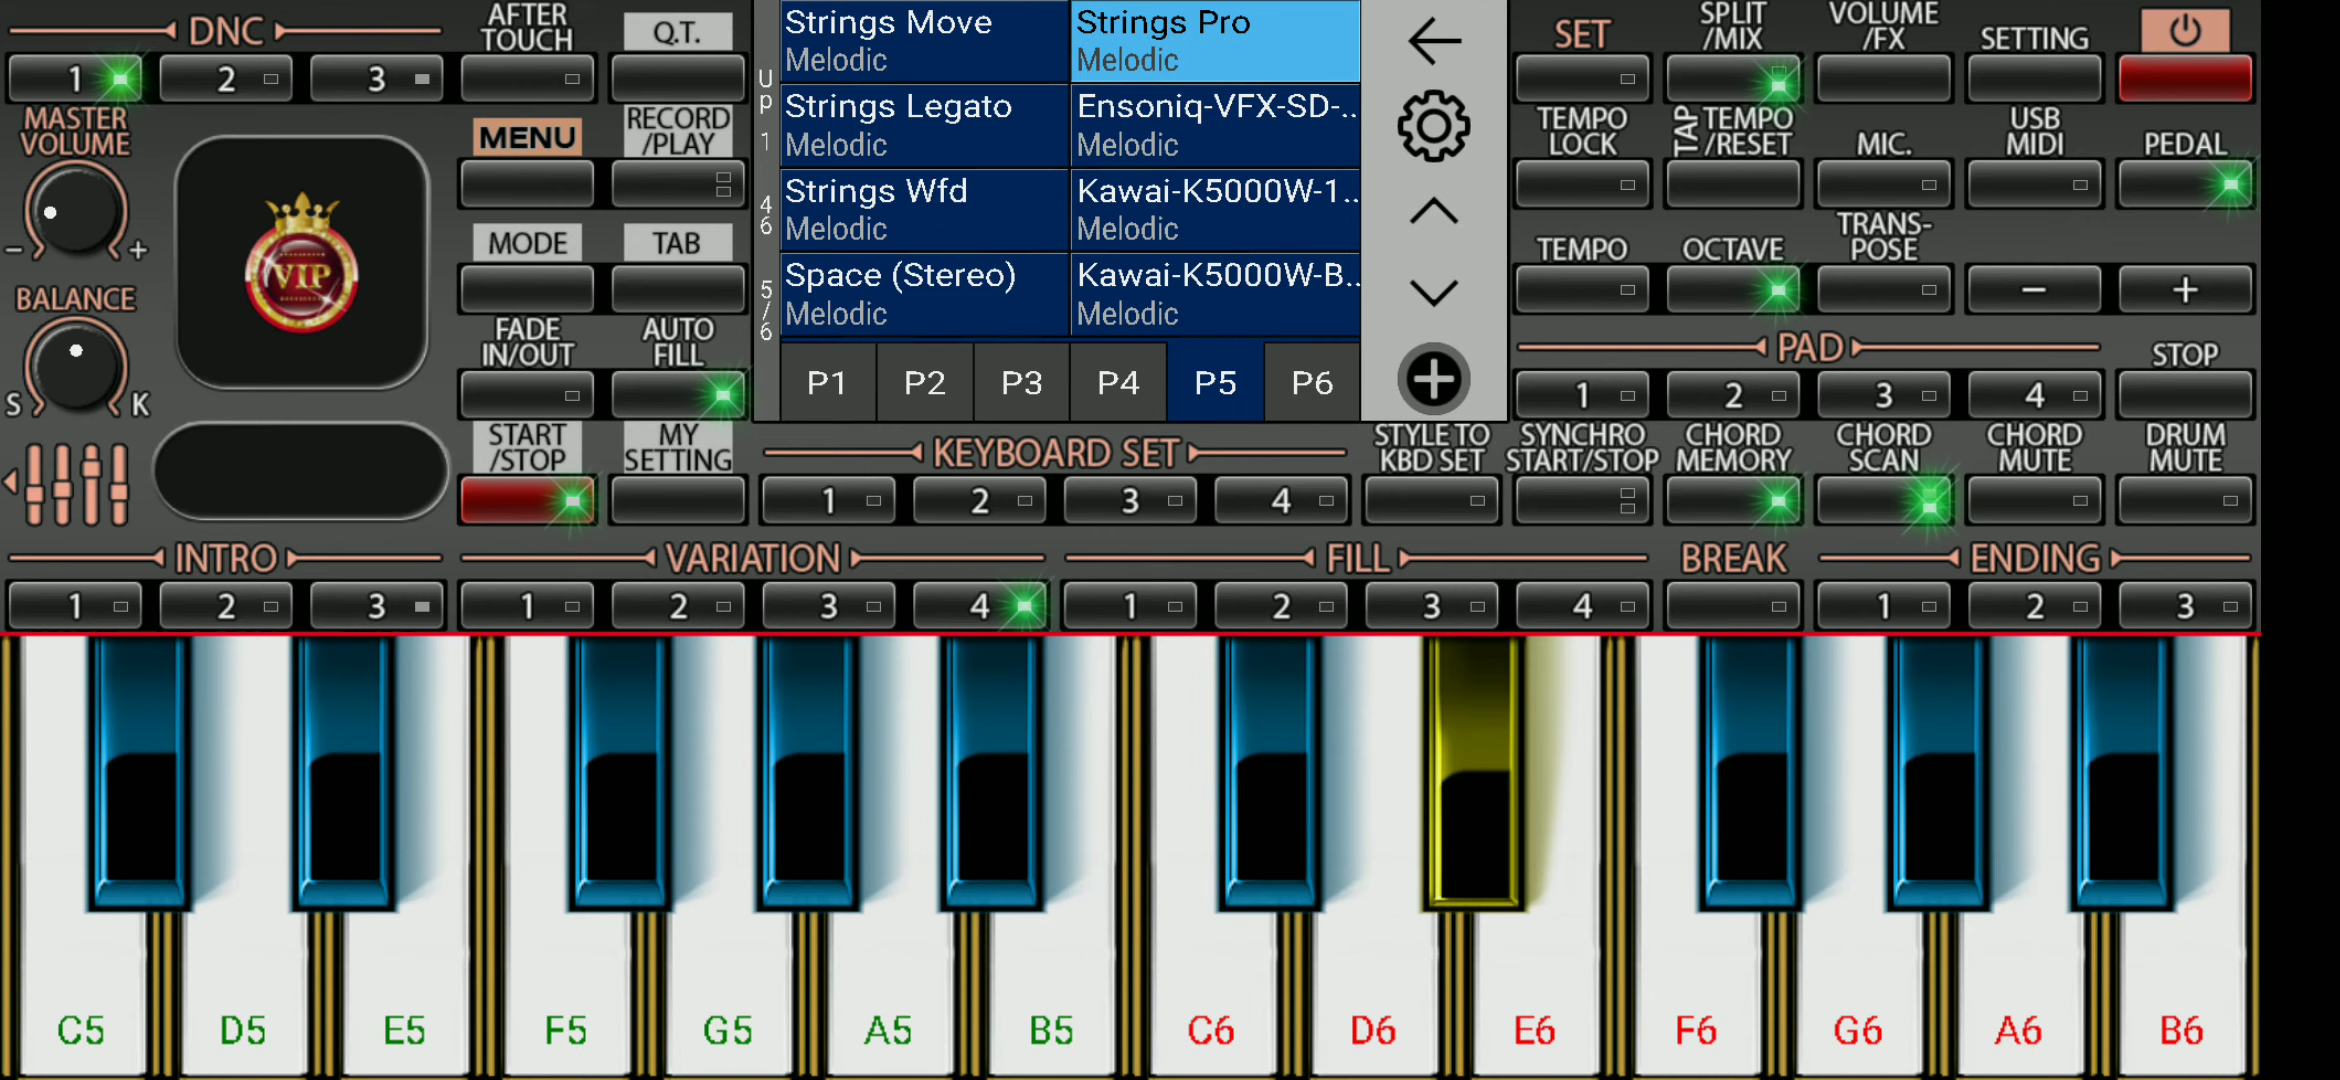 DNC
AFTER
TOUCH
Q.T.
1
2
3
MASTER
VOLUME
- +
VIP
BALANCE
S K
MENU
RECORD
/PLAY
MODE
TAB
FADE
IN/OUT
AUTO
FILL
START
/STOP
MY
SETTING
Up 1
4
6
5/6
Strings Move
Melodic
Strings Pro
Melodic
Strings Legato
Melodic
Ensoniq-VFX-SD-..
Melodic
Strings Wfd
Melodic
Kawai-K5000W-1..
Melodic
Space (Stereo)
Melodic
Kawai-K5000W-B..
Melodic
P1 P2 P3 P4 P5 P6
SET
SPLIT
/MIX
VOLUME
/FX
SETTING
TEMPO
LOCK
TAP TEMPO
/RESET
MIC.
USB
MIDI
PEDAL
TEMPO
OCTAVE
TRANS-
POSE
- +
PAD
STOP
1 2 3 4
KEYBOARD SET
1 2 3 4
STYLE TO
KBD SET
SYNCHRO
START/STOP
CHORD
MEMORY
CHORD
SCAN
CHORD
MUTE
DRUM
MUTE
INTRO
1 2 3
VARIATION
1 2 3 4
FILL
1 2 3 4
BREAK
ENDING
1 2 3
C5 D5 E5 F5 G5 A5 B5 C6 D6 E6 F6 G6 A6 B6